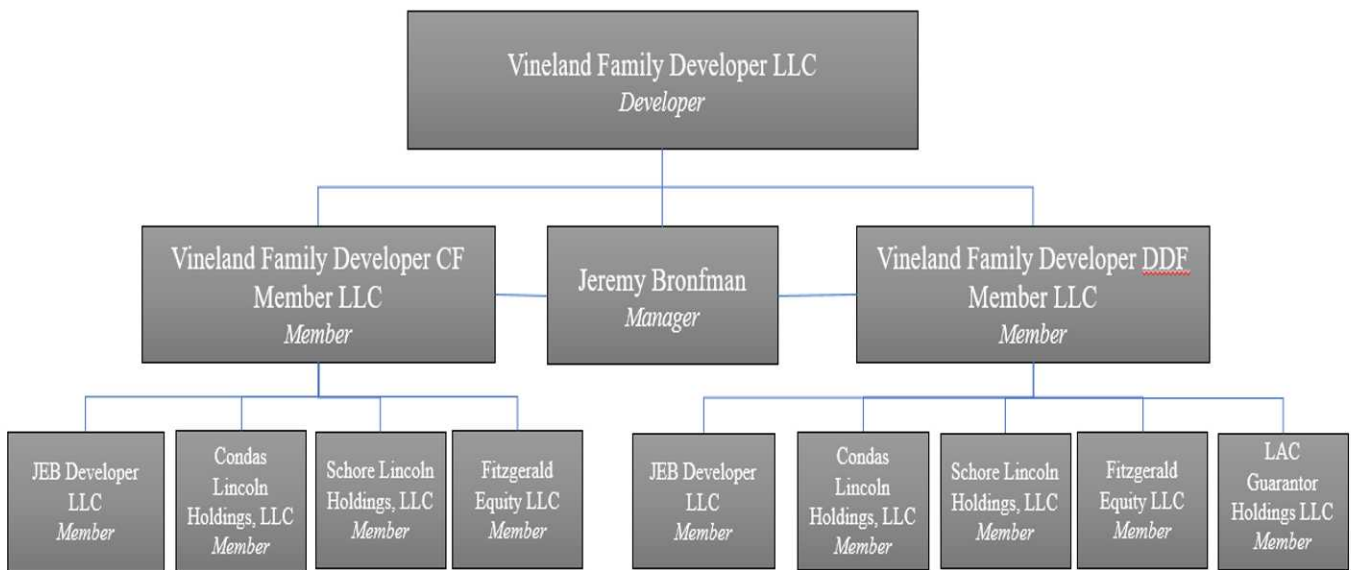 Vineland Family Developer LLC
Developer
Vineland Family Developer CF
Member LLC
Member
Jeremy Bronfman
Manager
Vineland Family Developer DDF
Member LLC
Member
JEB Developer
LLC
Member
Condas
Lincoln
Holdings, LLC
Member
Schore Lincoln
Holdings, LLC
Member
Fitzgerald
Equity LLC
Member
JEB Developer
LLC
Member
Condas
Lincoln
Holdings, LLC
Member
Schore Lincoln
Holdings, LLC
Member
Fitzgerald
Equity LLC
Member
LAC
Guarantor
Holdings LLC
Member